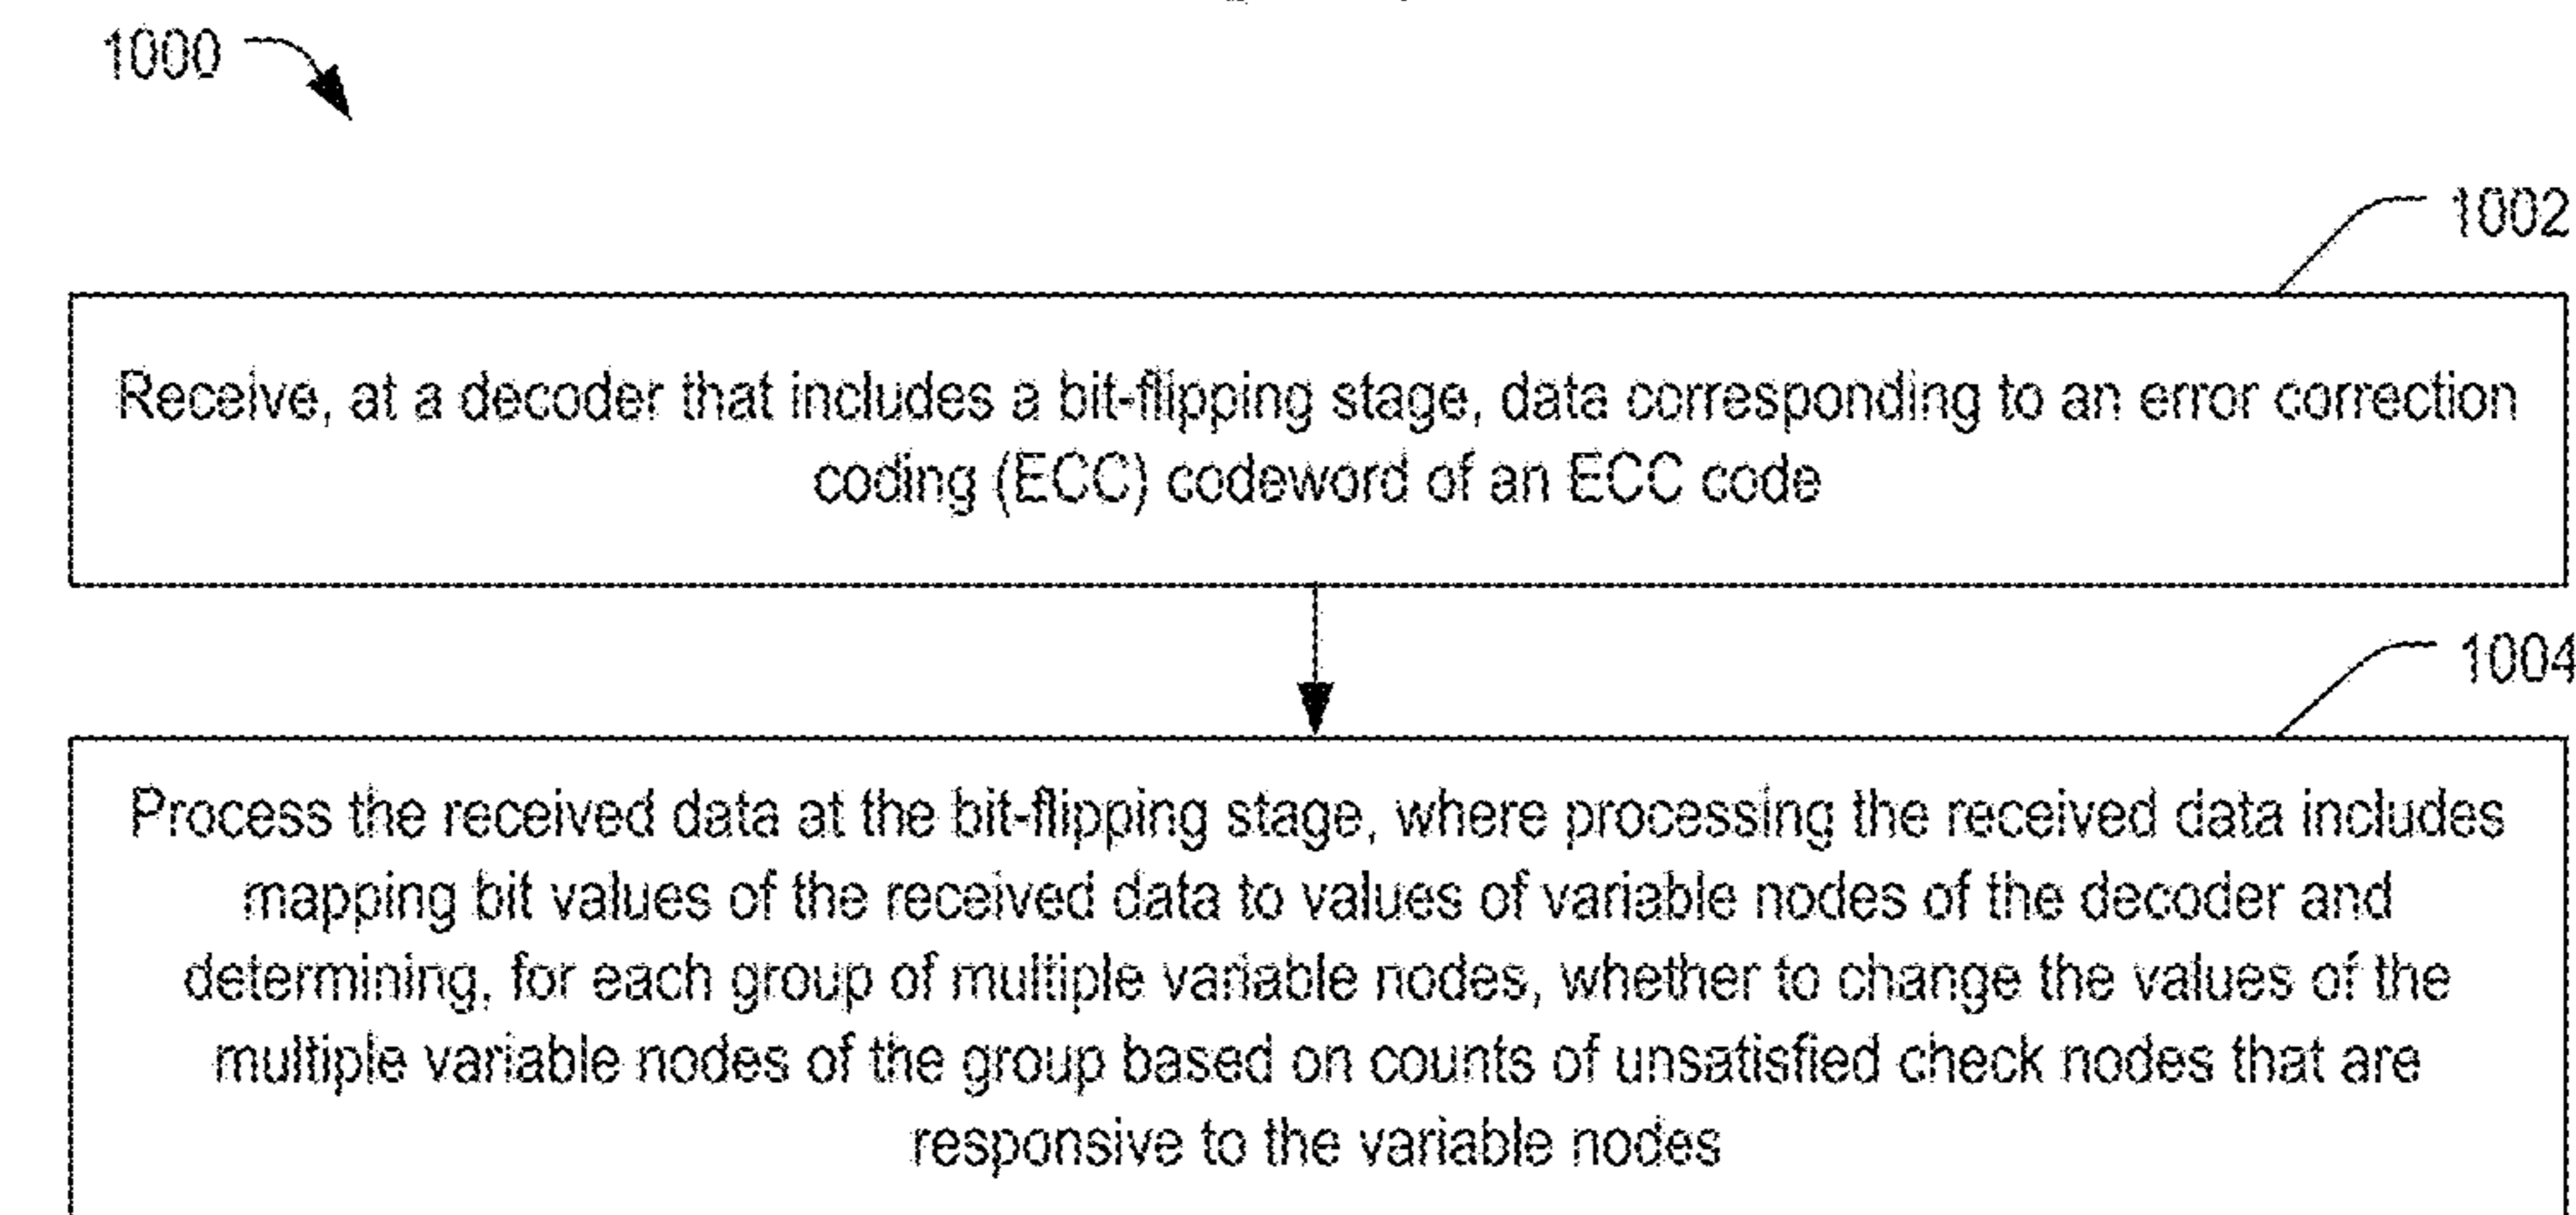 1000
1002
Receive, at a decoder that includes a bit-flipping stage, data corresponding to an error correction
coding (ECC) codeword of an ECC code
1004
Process the received data at the bit-flipping stage, where processing the received data includes
mapping bit values of the received data to values of variable nodes of the decoder and
determining, for each group of multiple variable nodes, whether to change the values of the
multiple variable nodes of the group based on counts of unsatisfied check nodes that are
responsive to the variable nodes